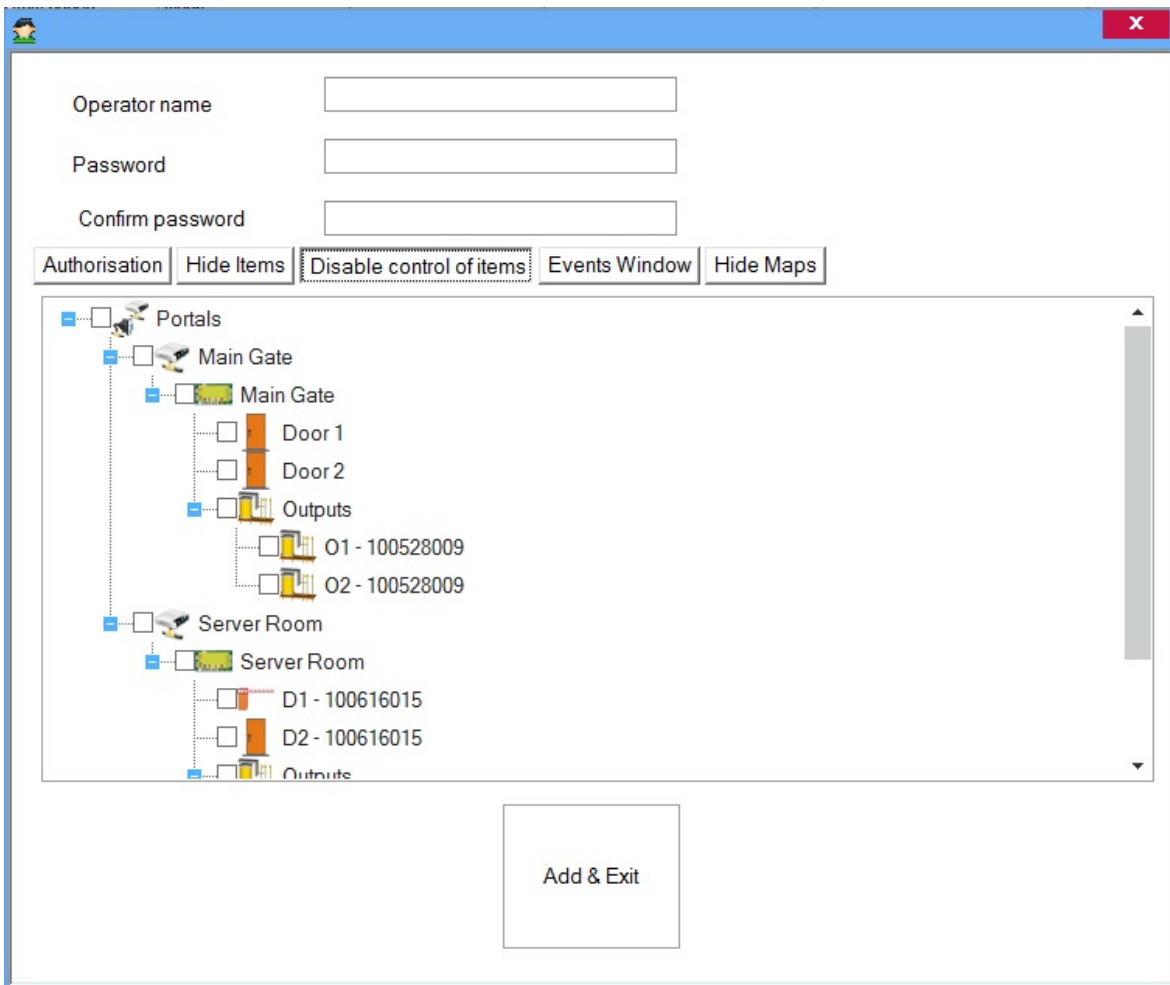 x
Operator name
Password
Confirm password
Authorisation Hide Items Disable control of items Events Window Hide Maps
Portals
Main Gate
Main Gate
Door 1
Door 2
Outputs
O1 - 100528009
O2 - 100528009
Server Room
Server Room
D1 - 100616015
D2 - 100616015
Outputs
Add & Exit